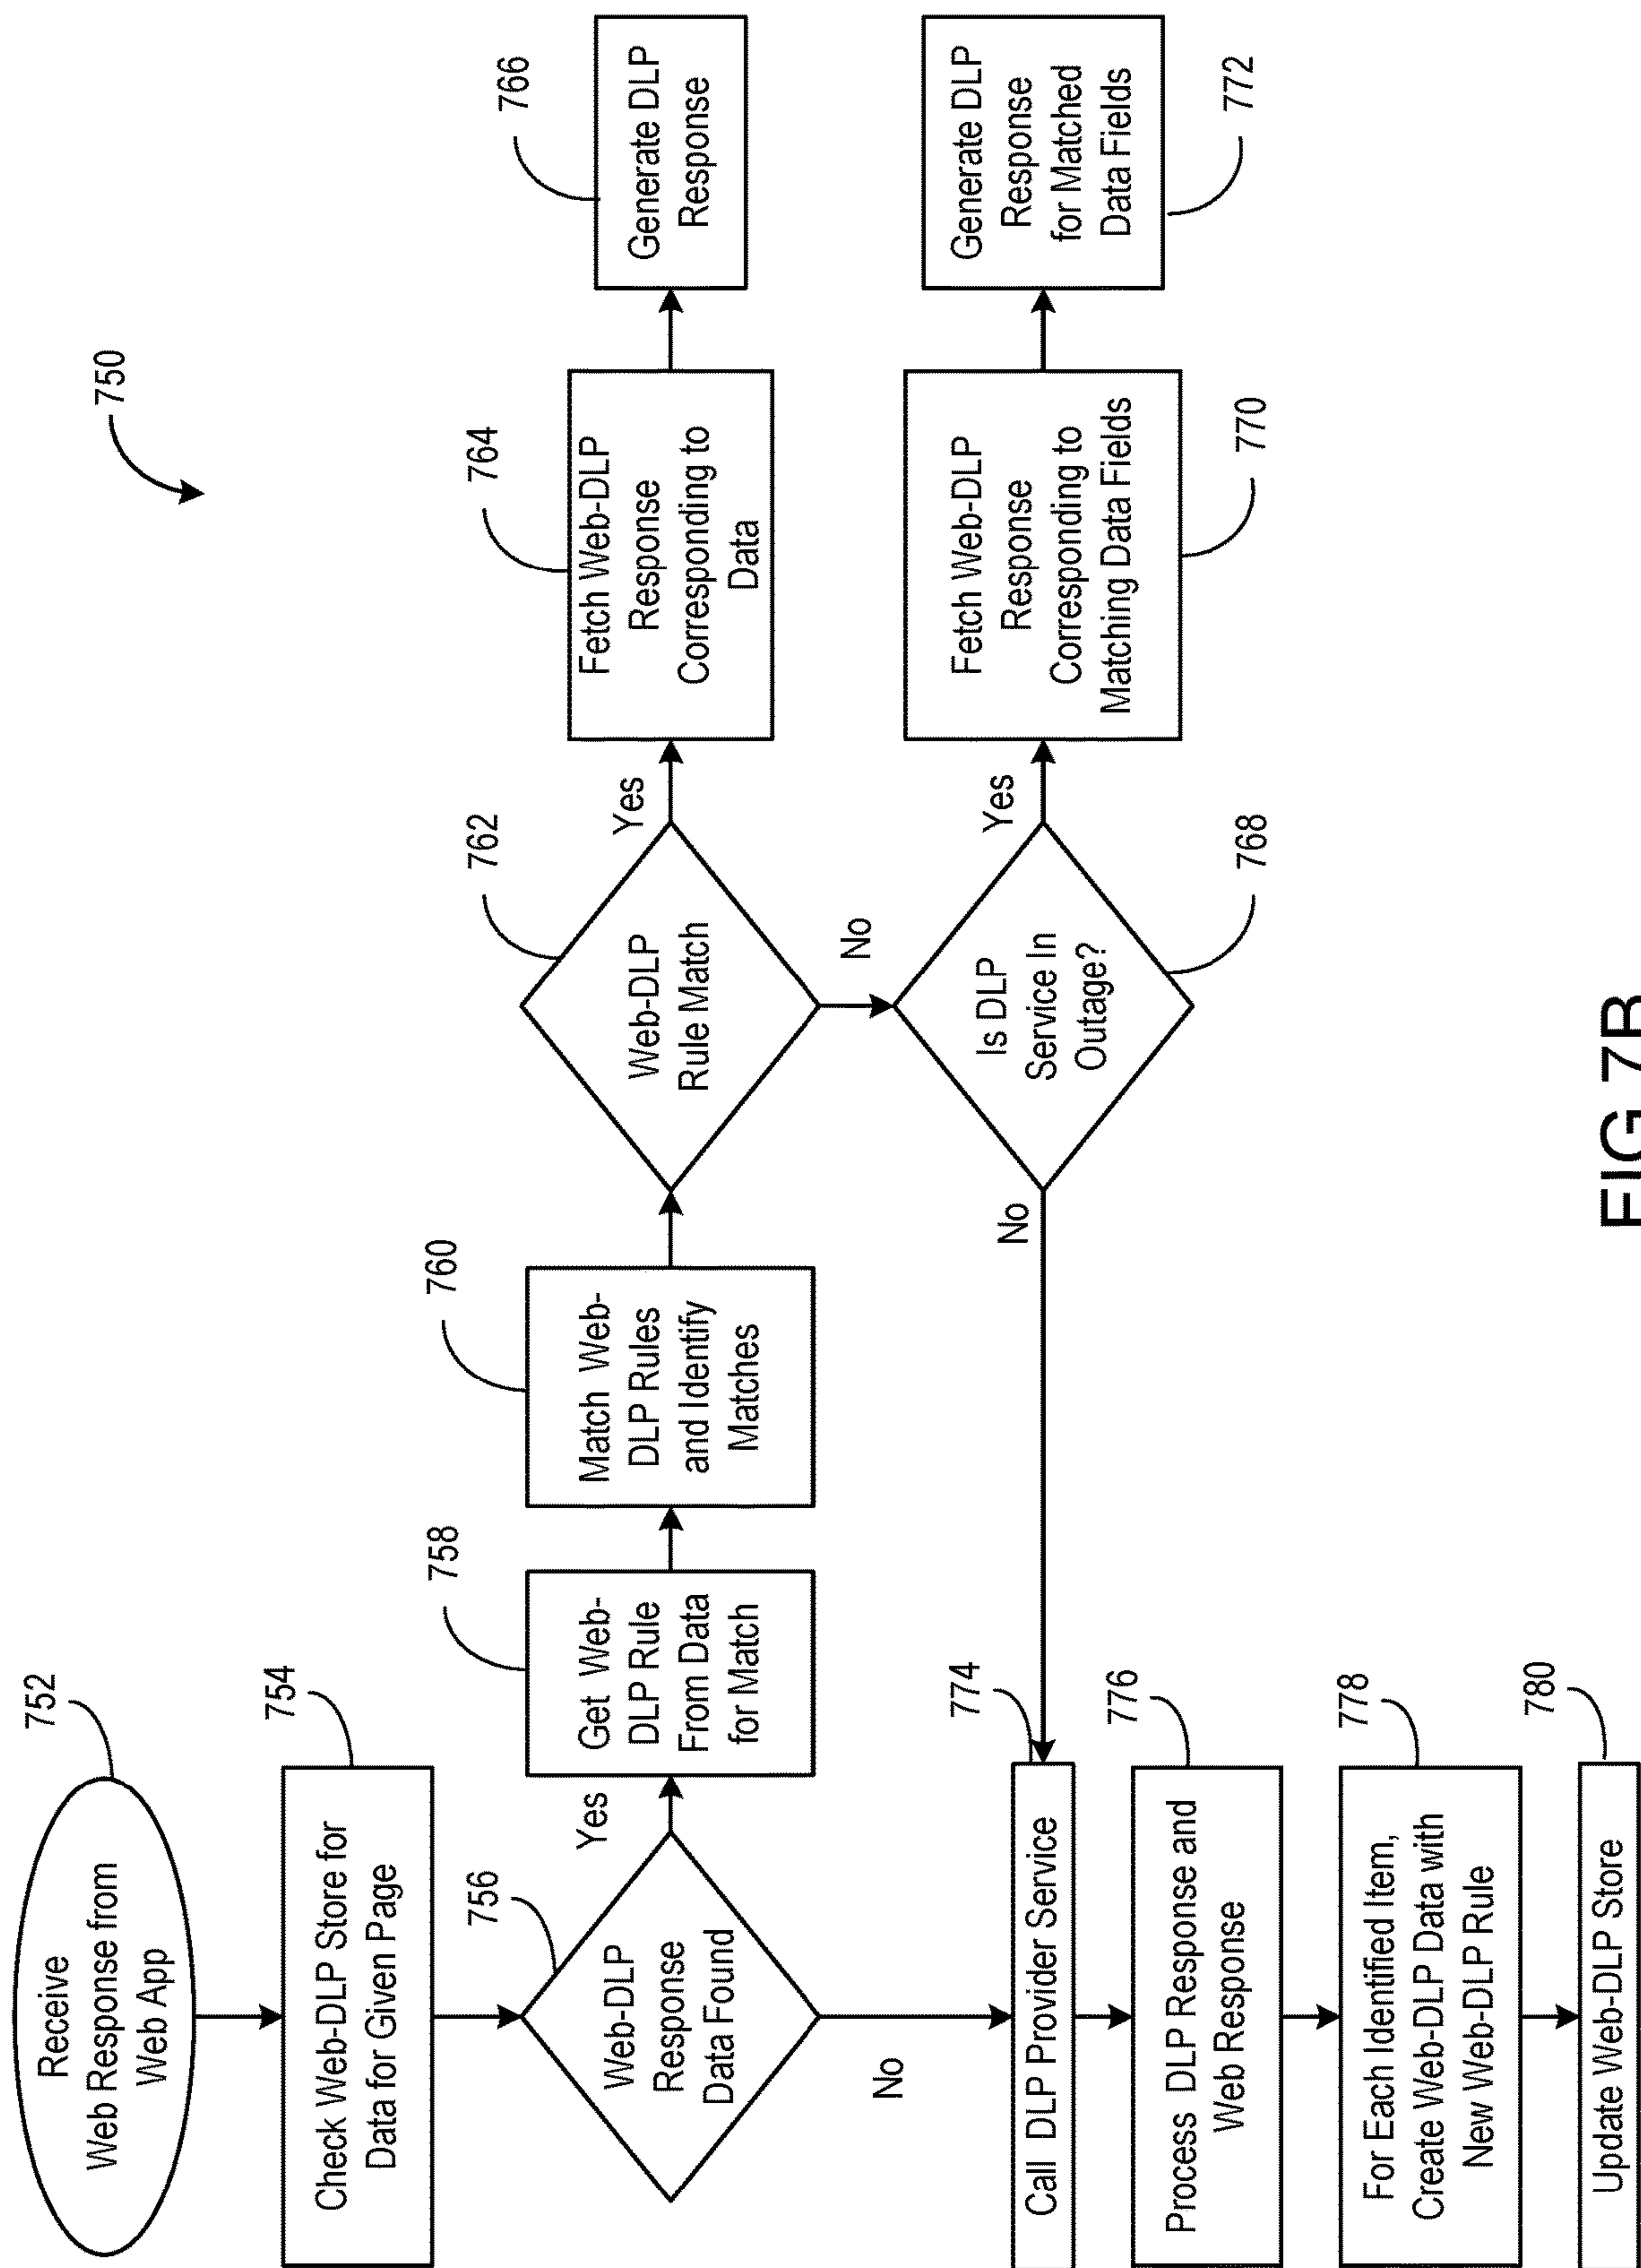 750
752
Receive
Web Response from
Web App
754
Check Web-DLP Store for
Data for Given Page
756
Web-DLP
Response
Data Found
Yes
No
758
Get Web-
DLP Rule
From Data
for Match
760
Match Web-
DLP Rules
and Identify
Matches
762
Web-DLP
Rule Match
Yes
No
764
Fetch Web-DLP
Response
Corresponding to
Data
766
Generate DLP
Response
768
Is DLP
Service In
Outage?
Yes
No
770
Fetch Web-DLP
Response
Corresponding to
Matching Data Fields
772
Generate DLP
Response
for Matched
Data Fields
774
Call DLP Provider Service
776
Process DLP Response and
Web Response
778
For Each Identified Item,
Create Web-DLP Data with
New Web-DLP Rule
780
Update Web-DLP Store
FIG 7B